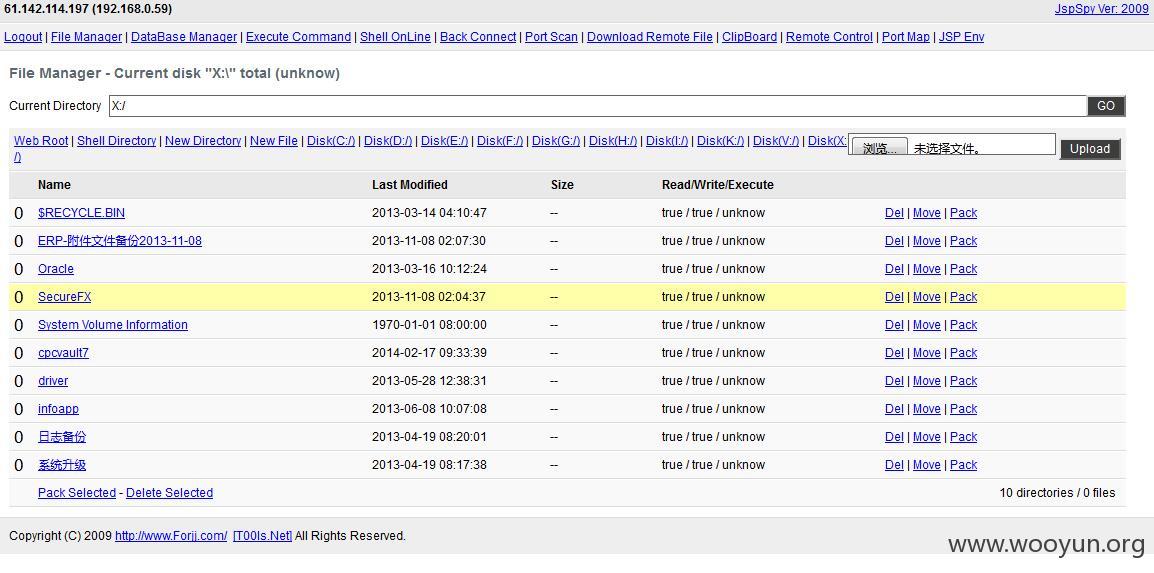 61.142.114.197 (192.168.0.59) JspSpy Ver: 2009
Logout | File Manager | DataBase Manager | Execute Command | Shell OnLine | Back Connect | Port Scan | Download Remote File | ClipBoard | Remote Control | Port Map | JSP Env
File Manager - Current disk "X:\" total (unknow)
Current Directory X:/ GO
Web Root | Shell Directory | New Directory | New File | Disk(C:/) | Disk(D:/) | Disk(E:/) | Disk(F:/) | Disk(G:/) | Disk(H:/) | Disk(I:/) | Disk(K:/) | Disk(V:/) | Disk(X: 浏览... 未选择文件。 Upload
/)
Name Last Modified Size Read/Write/Execute
0 $RECYCLE.BIN 2013-03-14 04:10:47 -- true / true / unknow Del | Move | Pack
0 ERP-附件文件备份2013-11-08 2013-11-08 02:07:30 -- true / true / unknow Del | Move | Pack
0 Oracle 2013-03-16 10:12:24 -- true / true / unknow Del | Move | Pack
0 SecureFX 2013-11-08 02:04:37 -- true / true / unknow Del | Move | Pack
0 System Volume Information 1970-01-01 08:00:00 -- true / true / unknow Del | Move | Pack
0 cpcvault7 2014-02-17 09:33:39 -- true / true / unknow Del | Move | Pack
0 driver 2013-05-28 12:38:31 -- true / true / unknow Del | Move | Pack
0 infoapp 2013-06-08 10:07:08 -- true / true / unknow Del | Move | Pack
0 日志备份 2013-04-19 08:20:01 -- true / true / unknow Del | Move | Pack
0 系统升级 2013-04-19 08:17:38 -- true / true / unknow Del | Move | Pack
Pack Selected - Delete Selected 10 directories / 0 files
Copyright (C) 2009 http://www.Forjj.com/ [T00ls.Net] All Rights Reserved.
www.wooyun.org